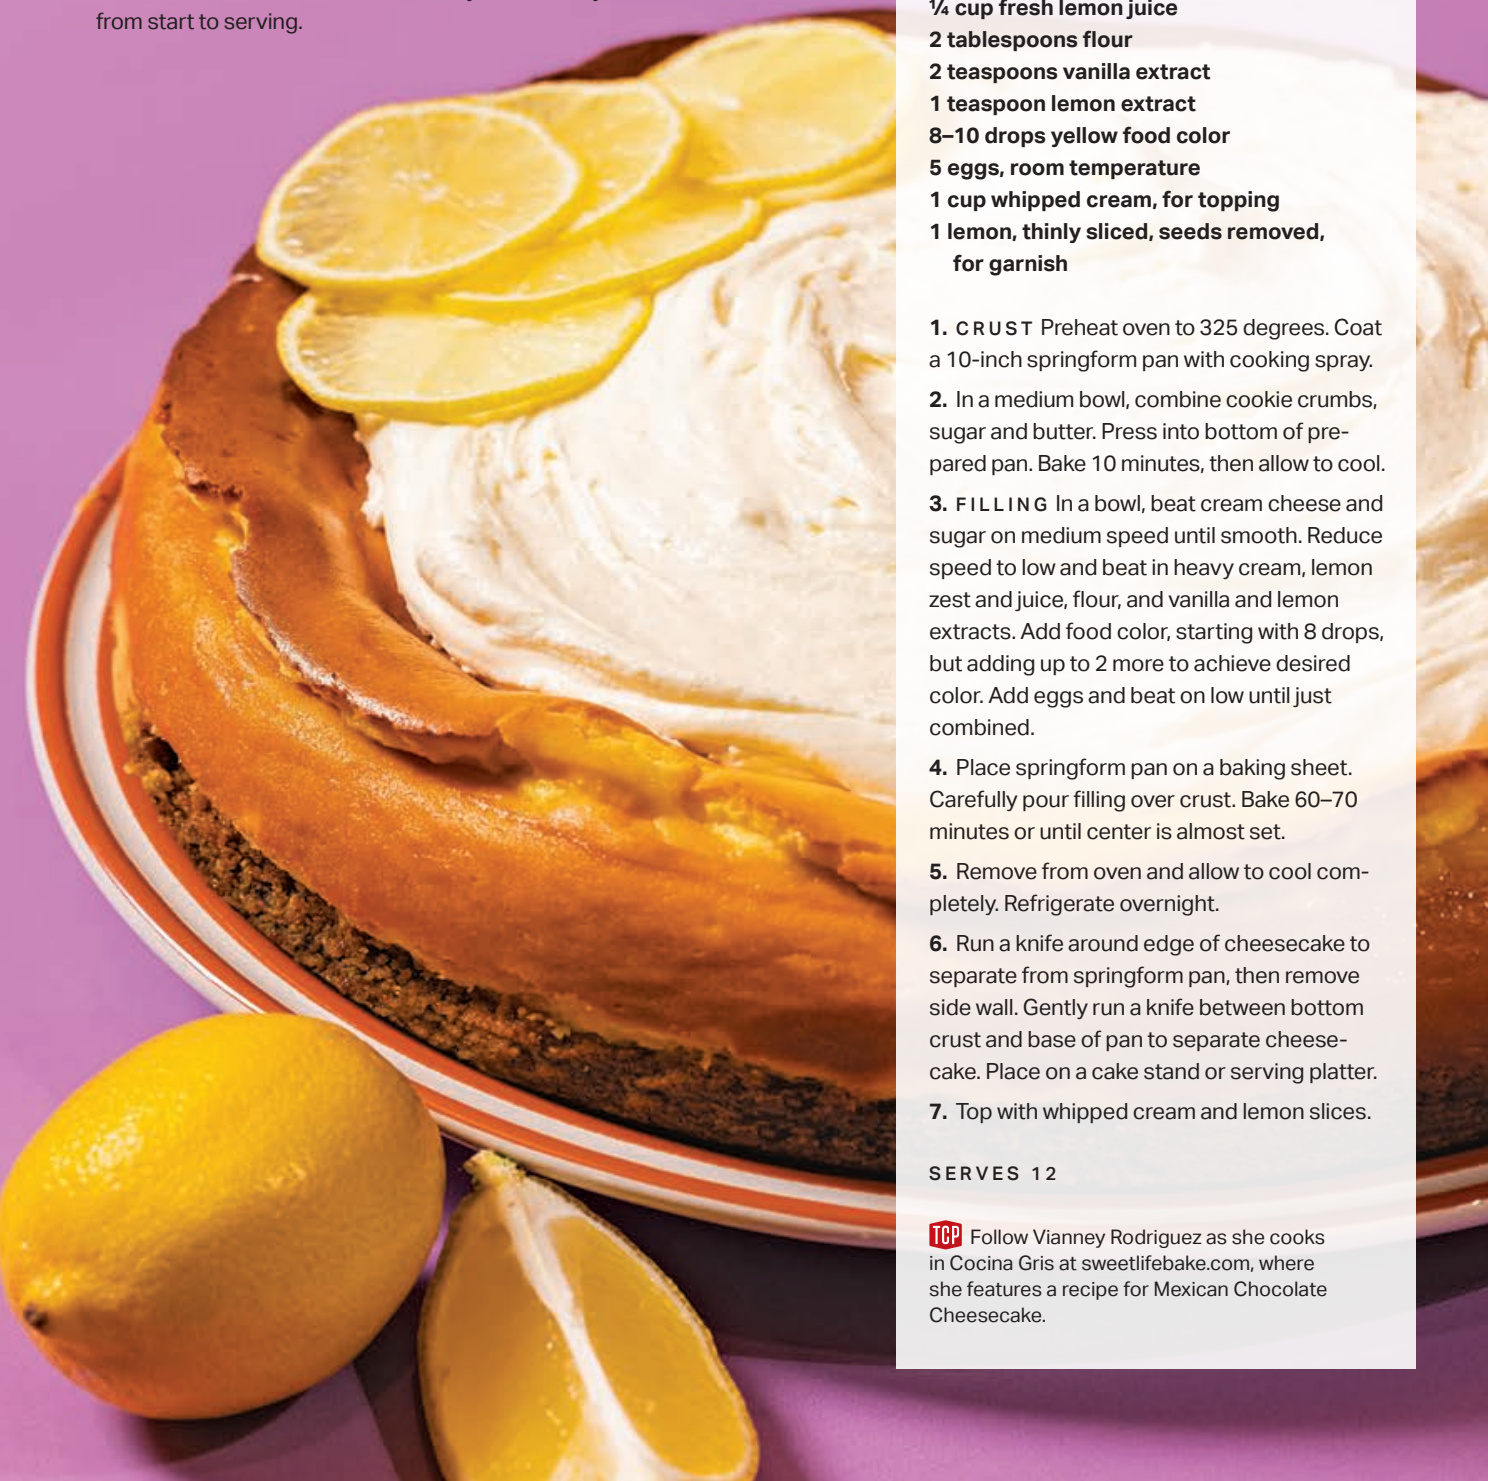 from start to serving.
¼ cup fresh lemon juice
2 tablespoons flour
2 teaspoons vanilla extract
1 teaspoon lemon extract
8–10 drops yellow food color
5 eggs, room temperature
1 cup whipped cream, for topping
1 lemon, thinly sliced, seeds removed,
for garnish
1. CRUST Preheat oven to 325 degrees. Coat
a 10-inch springform pan with cooking spray.
2. In a medium bowl, combine cookie crumbs,
sugar and butter. Press into bottom of pre-
pared pan. Bake 10 minutes, then allow to cool.
3. FILLING In a bowl, beat cream cheese and
sugar on medium speed until smooth. Reduce
speed to low and beat in heavy cream, lemon
zest and juice, flour, and vanilla and lemon
extracts. Add food color, starting with 8 drops,
but adding up to 2 more to achieve desired
color. Add eggs and beat on low until just
combined.
4. Place springform pan on a baking sheet.
Carefully pour filling over crust. Bake 60–70
minutes or until center is almost set.
5. Remove from oven and allow to cool com-
pletely. Refrigerate overnight.
6. Run a knife around edge of cheesecake to
separate from springform pan, then remove
side wall. Gently run a knife between bottom
crust and base of pan to separate cheese-
cake. Place on a cake stand or serving platter.
7. Top with whipped cream and lemon slices.
SERVES 12
TCP Follow Vianney Rodriguez as she cooks
in Cocina Gris at sweetlifebake.com, where
she features a recipe for Mexican Chocolate
Cheesecake.